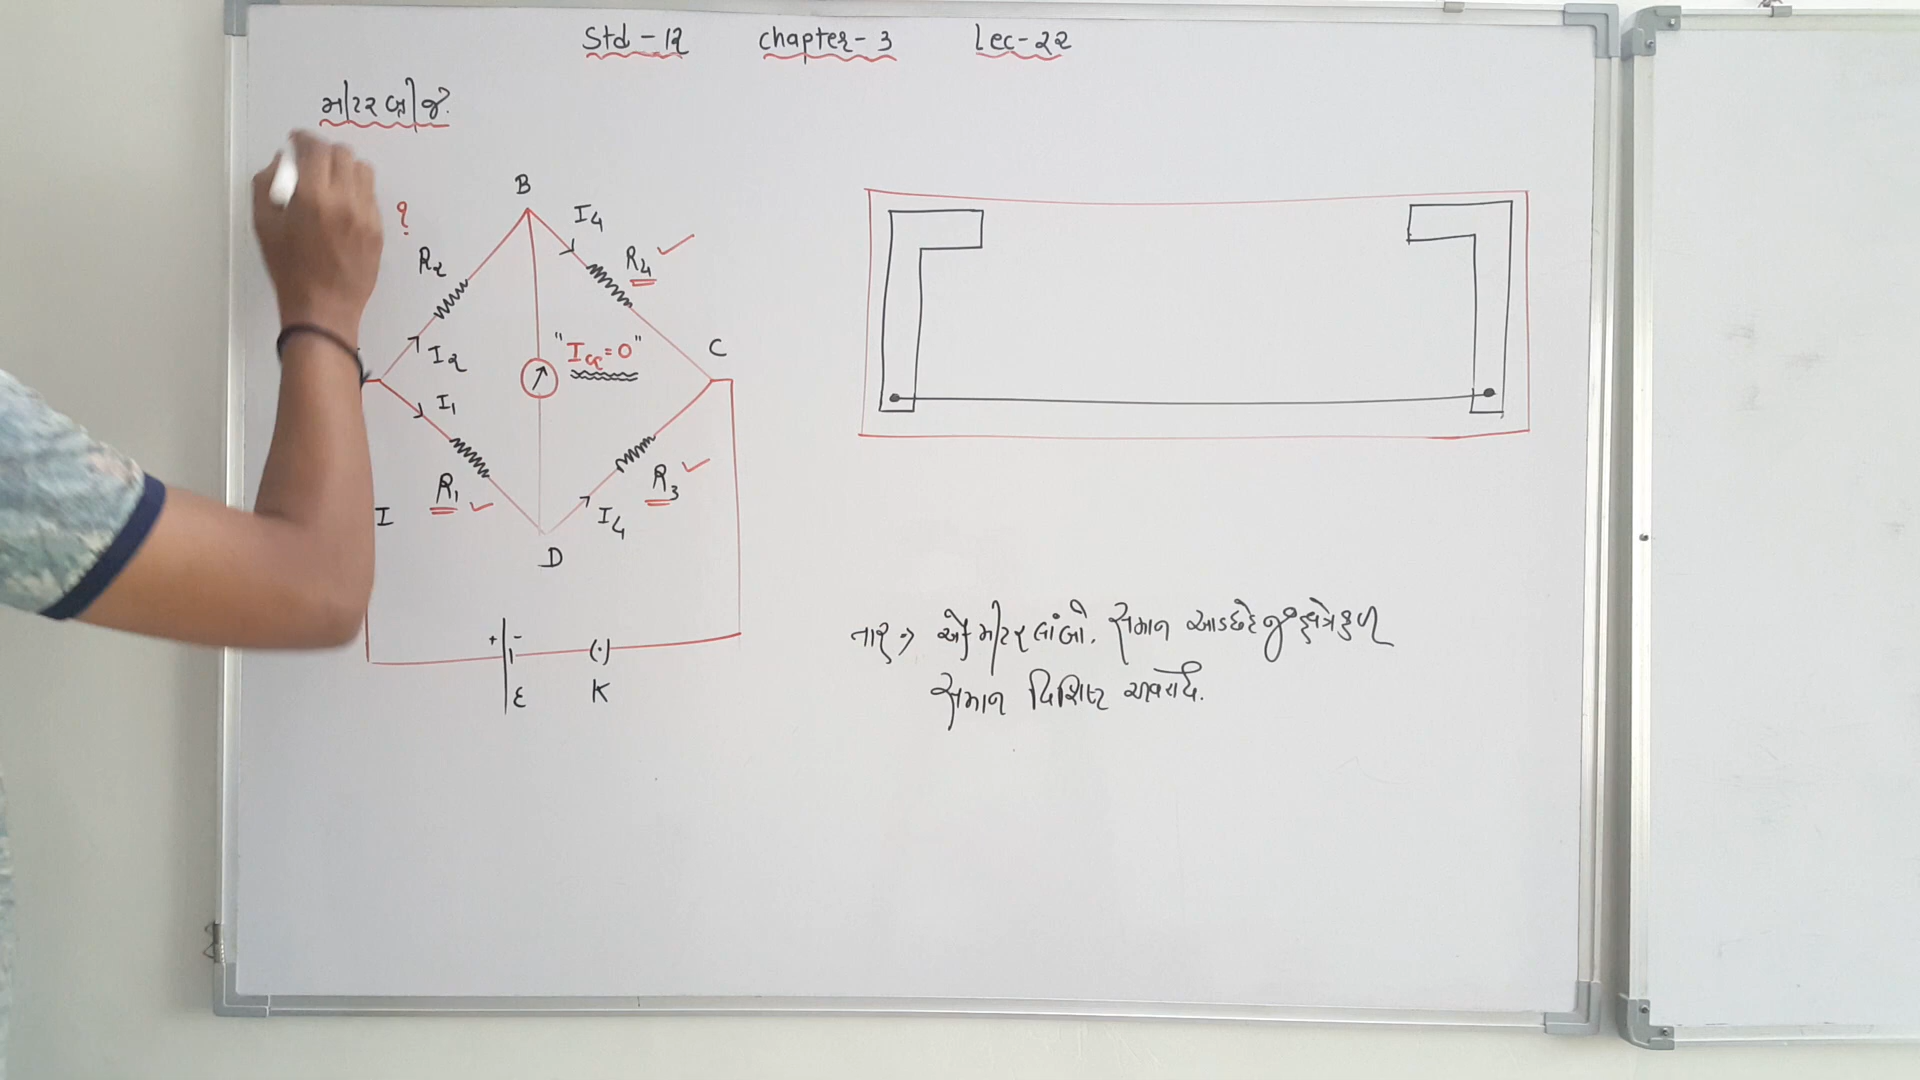 Std - 12 chapter - 3 Lec - 22
મીટરબ્રીજ
B
I4
?
R2
R4
I2
"IG=0"
C
I1
R1
R3
I
I4
D
+ -
(·)
ε K
તાર → એક મીટર લાંબો. સમાન આડછેદનું ક્ષેત્રફળ
સમાન વિશિષ્ટ અવરોધ.